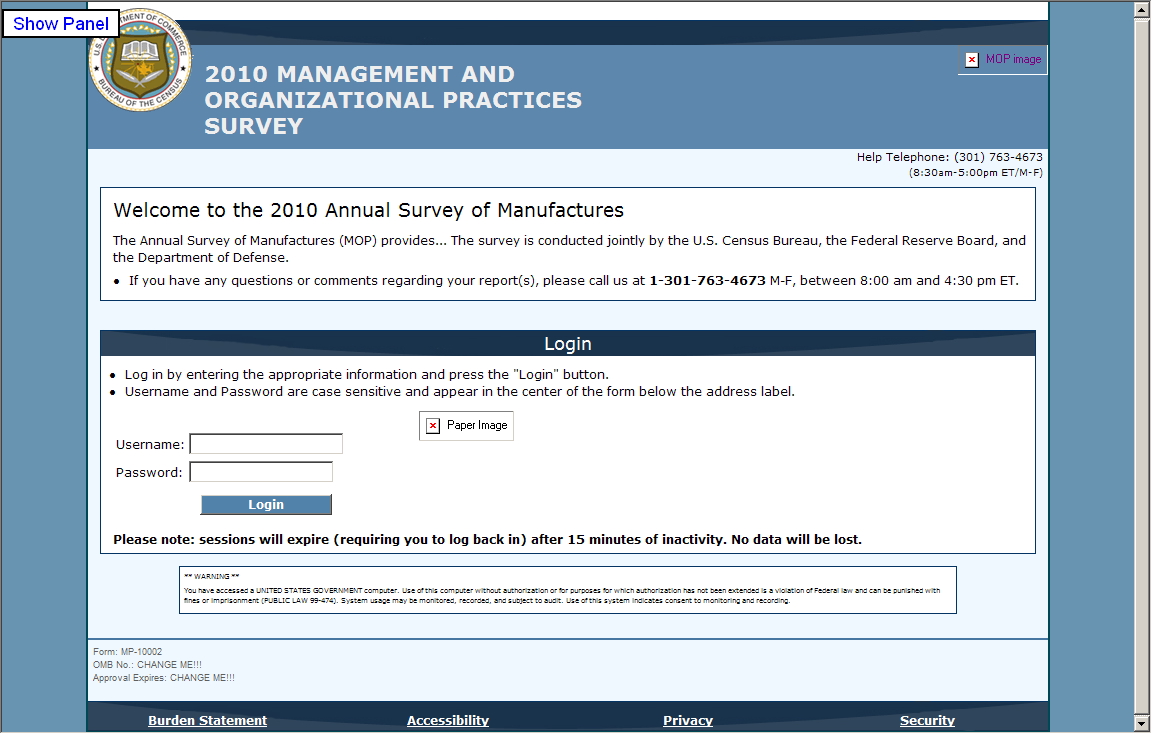 Show Panel
U.S. DEPARTMENT OF COMMERCE
BUREAU OF THE CENSUS
2010 MANAGEMENT AND
ORGANIZATIONAL PRACTICES
SURVEY
MOP image
Help Telephone: (301) 763-4673
(8:30am-5:00pm ET/M-F)
Welcome to the 2010 Annual Survey of Manufactures
The Annual Survey of Manufactures (MOP) provides... The survey is conducted jointly by the U.S. Census Bureau, the Federal Reserve Board, and
the Department of Defense.
• If you have any questions or comments regarding your report(s), please call us at 1-301-763-4673 M-F, between 8:00 am and 4:30 pm ET.
Login
• Log in by entering the appropriate information and press the "Login" button.
• Username and Password are case sensitive and appear in the center of the form below the address label.
Paper Image
Username:
Password:
Login
Please note: sessions will expire (requiring you to log back in) after 15 minutes of inactivity. No data will be lost.
** WARNING **
You have accessed a UNITED STATES GOVERNMENT computer. Use of this computer without authorization or for purposes for which authorization has not been extended is a violation of Federal law and can be punished with
fines or imprisonment (PUBLIC LAW 99-474). System usage may be monitored, recorded, and subject to audit. Use of this system indicates consent to monitoring and recording.
Form: MP-10002
OMB No.: CHANGE ME!!!
Approval Expires: CHANGE ME!!!
Burden Statement Accessibility Privacy Security